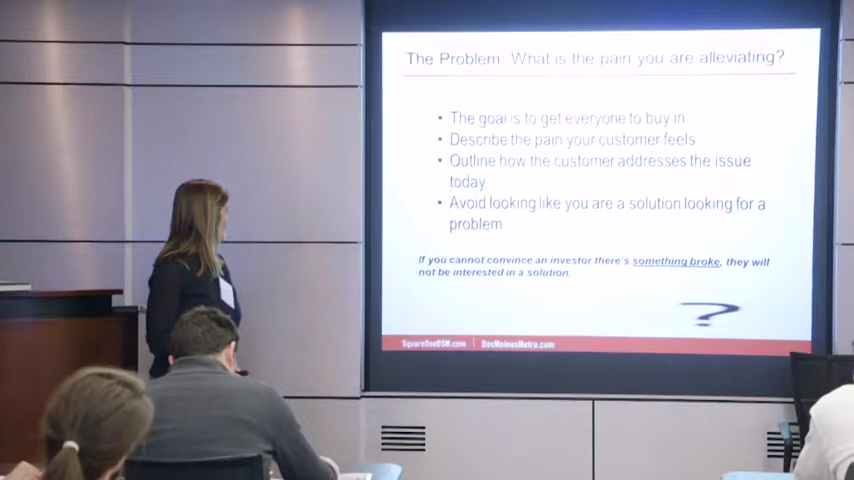 The Problem: What is the pain you are alleviating?
• The goal is to get everyone to buy in
• Describe the pain your customer feels
• Outline how the customer addresses the issue
today
• Avoid looking like you are a solution looking for a
problem
If you cannot convince an investor there's something broke, they will
not be interested in a solution.
?
SquareOneDSM.com | DesMoinesMetro.com